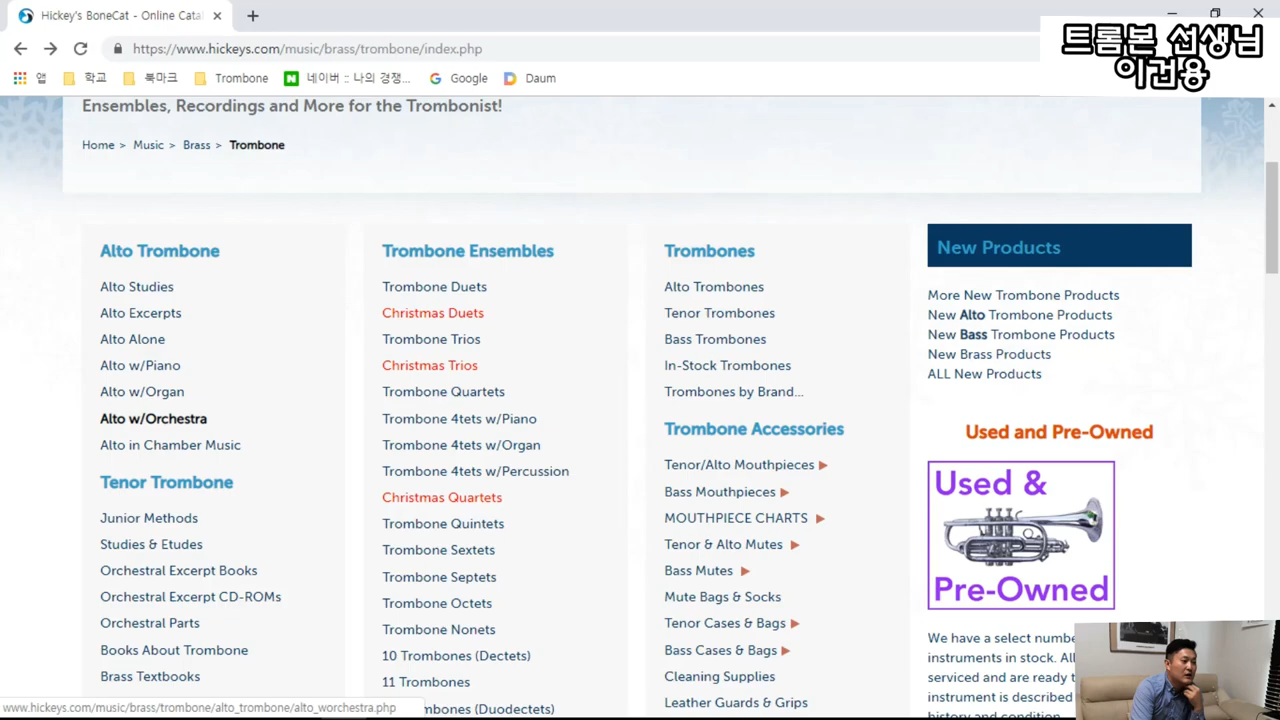 Hickey's BoneCat - Online Cata
https://www.hickeys.com/music/brass/trombone/index.php
트롬본 선생님
이건용
앱
학교
북마크
Trombone
네이버 :: 나의 경쟁...
Google
Daum
Ensembles, Recordings and More for the Trombonist!
Home > Music > Brass > Trombone
Alto Trombone
Alto Studies
Alto Excerpts
Alto Alone
Alto w/Piano
Alto w/Organ
Alto w/Orchestra
Alto in Chamber Music
Tenor Trombone
Junior Methods
Studies & Etudes
Orchestral Excerpt Books
Orchestral Excerpt CD-ROMs
Orchestral Parts
Books About Trombone
Brass Textbooks
Trombone Ensembles
Trombone Duets
Christmas Duets
Trombone Trios
Christmas Trios
Trombone Quartets
Trombone 4tets w/Piano
Trombone 4tets w/Organ
Trombone 4tets w/Percussion
Christmas Quartets
Trombone Quintets
Trombone Sextets
Trombone Septets
Trombone Octets
Trombone Nonets
10 Trombones (Dectets)
11 Trombones
mbones (Duodectets)
Trombones
Alto Trombones
Tenor Trombones
Bass Trombones
In-Stock Trombones
Trombones by Brand...
Trombone Accessories
Tenor/Alto Mouthpieces
Bass Mouthpieces
MOUTHPIECE CHARTS
Tenor & Alto Mutes
Bass Mutes
Mute Bags & Socks
Tenor Cases & Bags
Bass Cases & Bags
Cleaning Supplies
Leather Guards & Grips
New Products
More New Trombone Products
New Alto Trombone Products
New Bass Trombone Products
New Brass Products
ALL New Products
Used and Pre-Owned
Used &
Pre-Owned
We have a select numbe
instruments in stock. All
serviced and are ready t
instrument is described
history and condition
https://www.hickeys.com/music/brass/trombone/alto_trombone/alto_worchestra.php